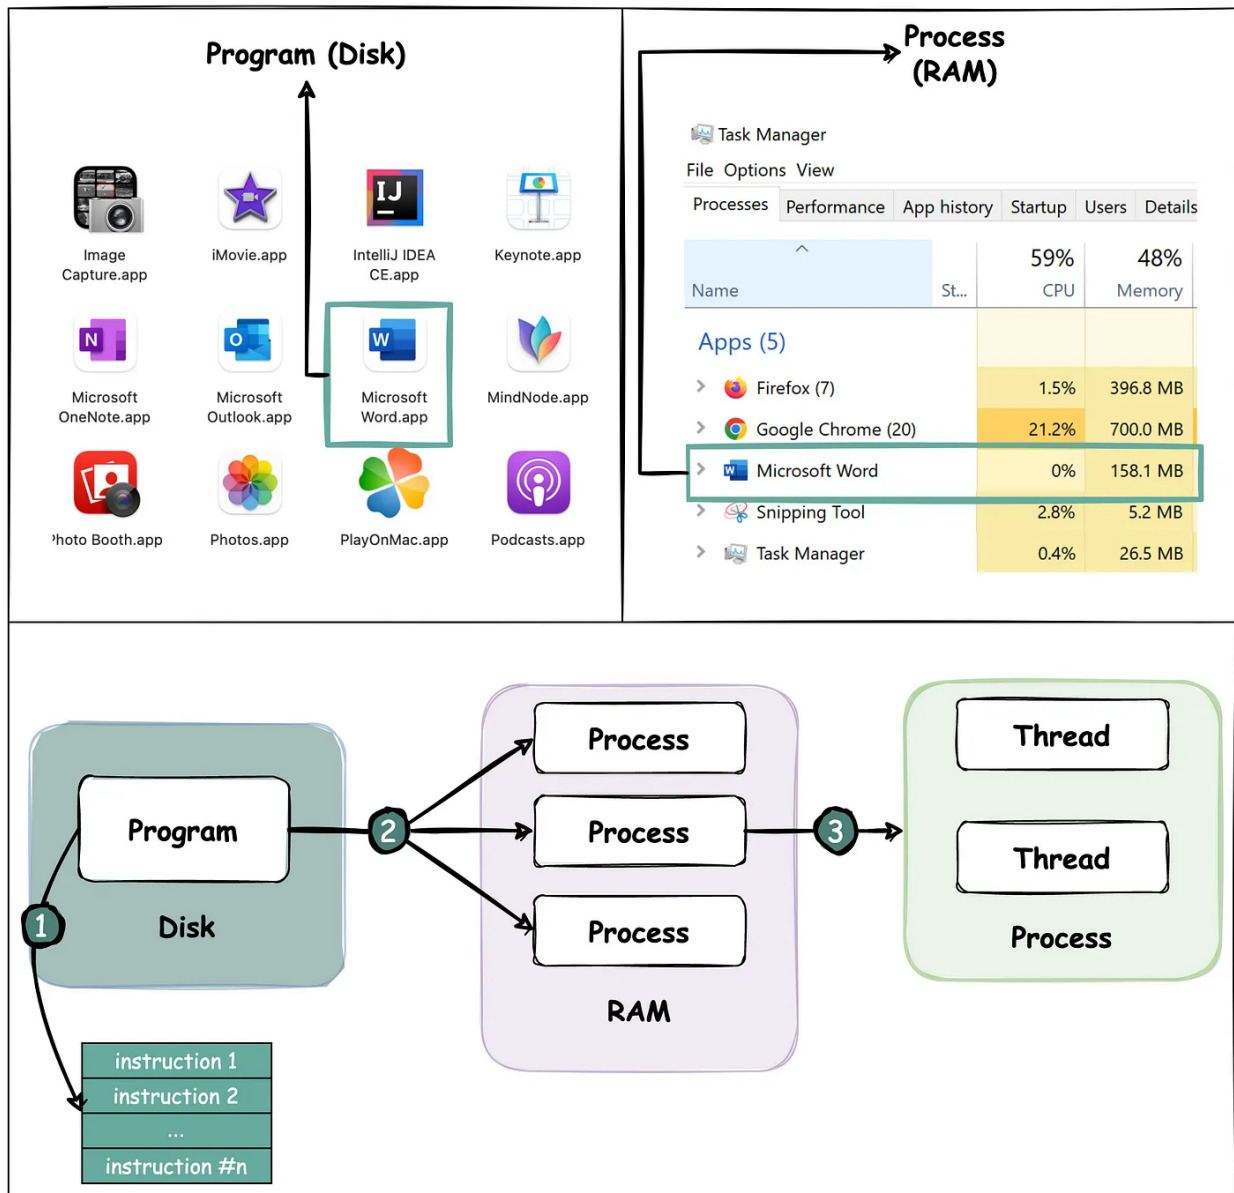 Program (Disk)
Image
Capture.app
iMovie.app
IJ
IntelliJ IDEA
CE.app
Keynote.app
N
Microsoft
OneNote.app
O
Microsoft
Outlook.app
W
Microsoft
Word.app
MindNode.app
Photo Booth.app
Photos.app
PlayOnMac.app
Podcasts.app
Process
(RAM)
Task Manager
File Options View
Processes Performance App history Startup Users Details
59% 48%
Name St... CPU Memory
Apps (5)
Firefox (7) 1.5% 396.8 MB
Google Chrome (20) 21.2% 700.0 MB
W Microsoft Word 0% 158.1 MB
Snipping Tool 2.8% 5.2 MB
Task Manager 0.4% 26.5 MB
Program
Disk
1
instruction 1
instruction 2
...
instruction #n
2
Process
Process
Process
RAM
3
Thread
Thread
Process